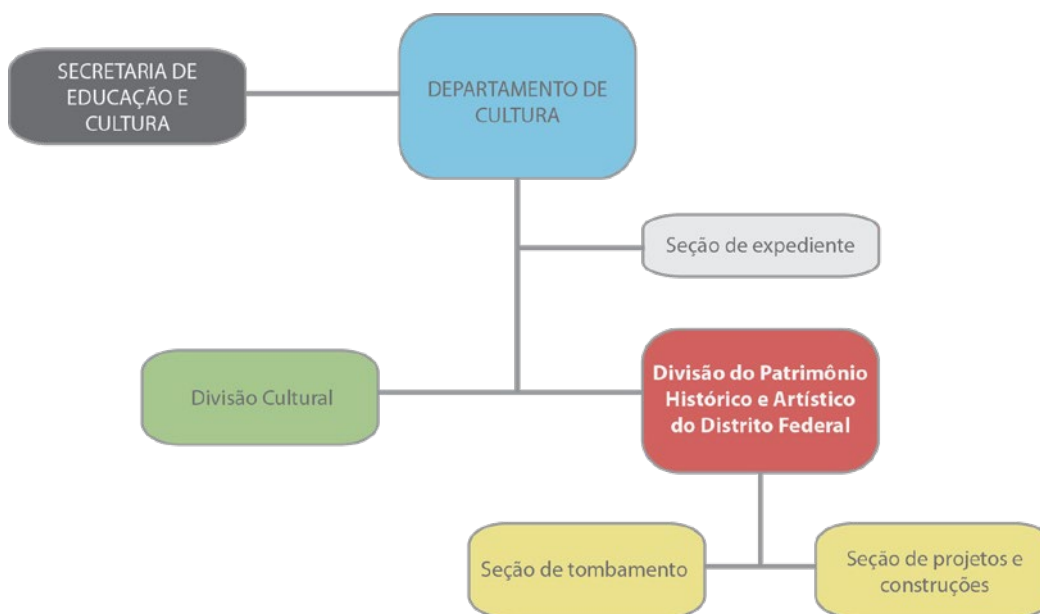 SECRETARIA DE
EDUCAÇÃO E
CULTURA
DEPARTAMENTO DE
CULTURA
Seção de expediente
Divisão Cultural
Divisão do Patrimônio
Histórico e Artístico
do Distrito Federal
Seção de tombamento
Seção de projetos e
construções